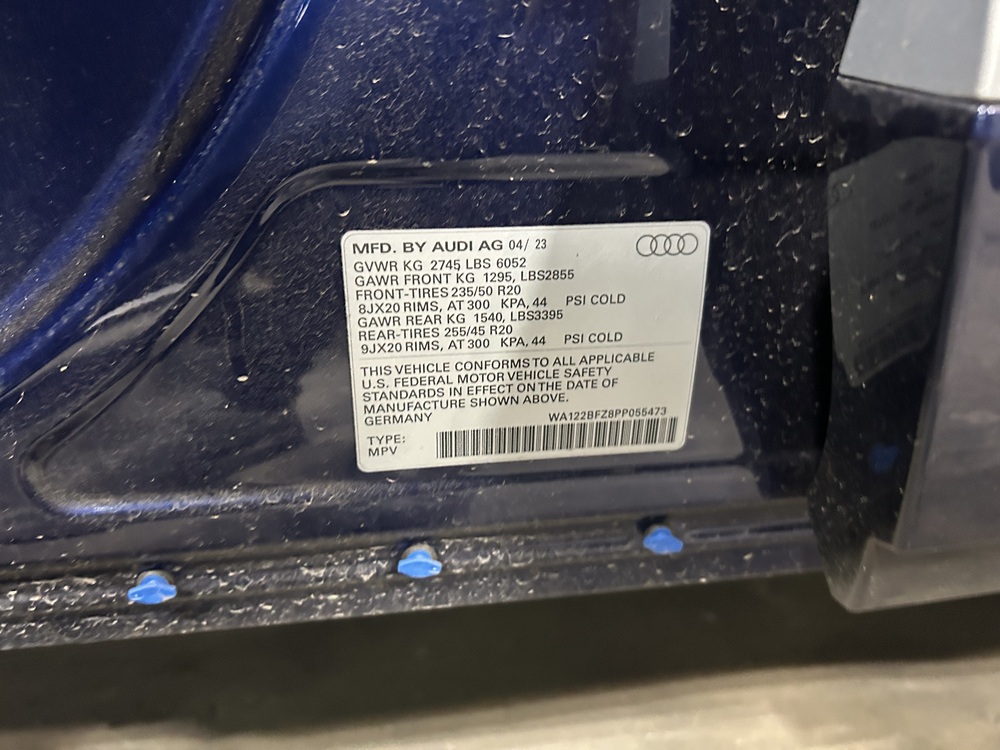 MFD. BY AUDI AG 04/ 23
GVWR KG 2745 LBS 6052
GAWR FRONT KG 1295, LBS2855
FRONT-TIRES 235/50 R20
8JX20 RIMS, AT 300 KPA, 44 PSI COLD
GAWR REAR KG 1540, LBS3395
REAR-TIRES 255/45 R20
9JX20 RIMS, AT 300 KPA, 44 PSI COLD
THIS VEHICLE CONFORMS TO ALL APPLICABLE
U.S. FEDERAL MOTOR VEHICLE SAFETY
STANDARDS IN EFFECT ON THE DATE OF
MANUFACTURE SHOWN ABOVE.
GERMANY WA122BFZ8PP055473
TYPE:
MPV